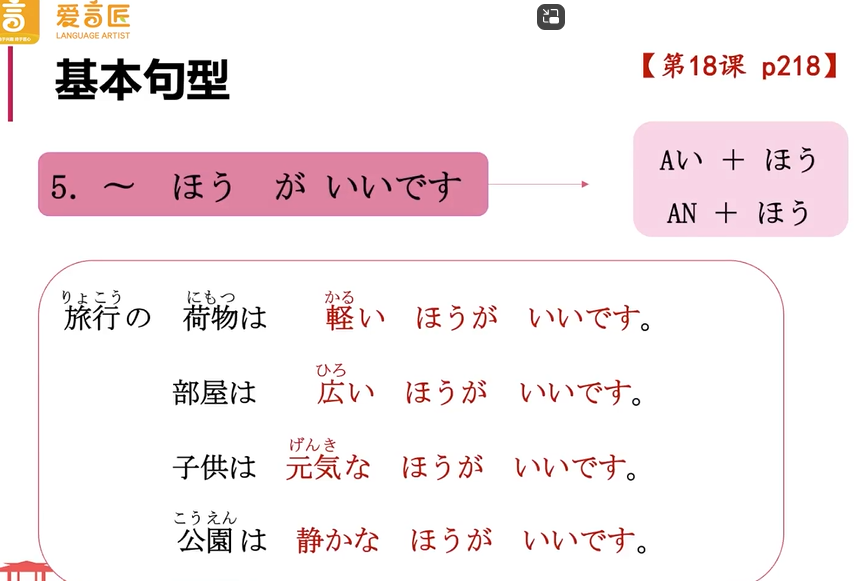 言 爱言匠
LANGUAGE ARTIST
基本句型
【第18课 p218】
5. ～ ほう が いいです
Aい ＋ ほう
AN ＋ ほう
りょこう にもつ かる
旅行の 荷物は 軽い ほうが いいです。
ひろ
部屋は 広い ほうが いいです。
げんき
子供は 元気な ほうが いいです。
こうえん
公園は 静かな ほうが いいです。